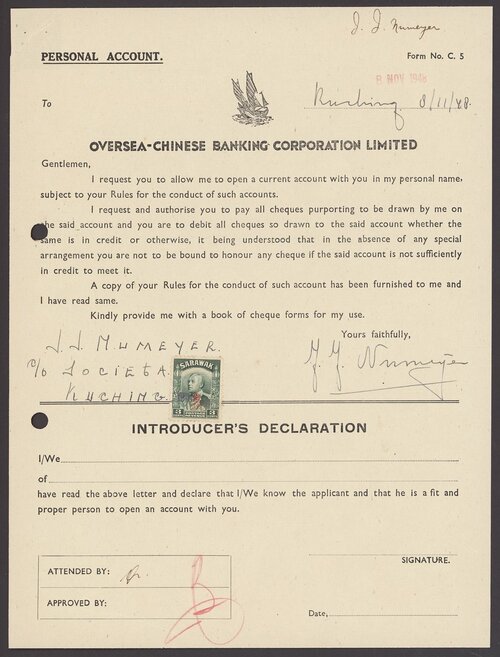 J. J. Numeyer
PERSONAL ACCOUNT.
Form No. C. 5
8 NOV 1948
To
Kuching 8/11/48.
OVERSEA-CHINESE BANKING CORPORATION LIMITED
Gentlemen,
I request you to allow me to open a current account with you in my personal name,
subject to your Rules for the conduct of such accounts.
I request and authorise you to pay all cheques purporting to be drawn by me on
the said account and you are to debit all cheques so drawn to the said account whether the
same is in credit or otherwise, it being understood that in the absence of any special
arrangement you are not to be bound to honour any cheque if the said account is not sufficiently
in credit to meet it.
A copy of your Rules for the conduct of such account has been furnished to me and
I have read same.
Kindly provide me with a book of cheque forms for my use.
Yours faithfully,
J. J. NUMEYER.
c/o SOCIETA
KUCHING
J. J. Numeyer
SARAWAK
INTRODUCER'S DECLARATION
I/We
of
have read the above letter and declare that I/We know the applicant and that he is a fit and
proper person to open an account with you.
SIGNATURE.
ATTENDED BY:
APPROVED BY:
Date,